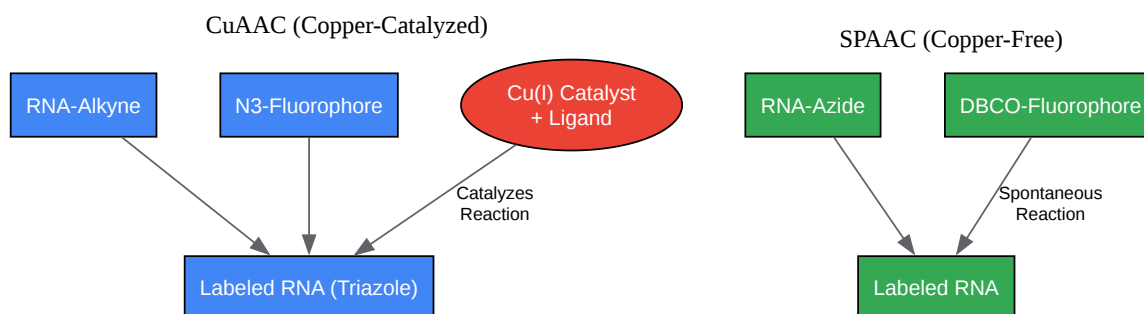 CuAAC (Copper-Catalyzed)
RNA-Alkyne
N3-Fluorophore
Cu(I) Catalyst
+ Ligand
Catalyzes
Reaction
Labeled RNA (Triazole)
SPAAC (Copper-Free)
RNA-Azide
DBCO-Fluorophore
Spontaneous
Reaction
Labeled RNA